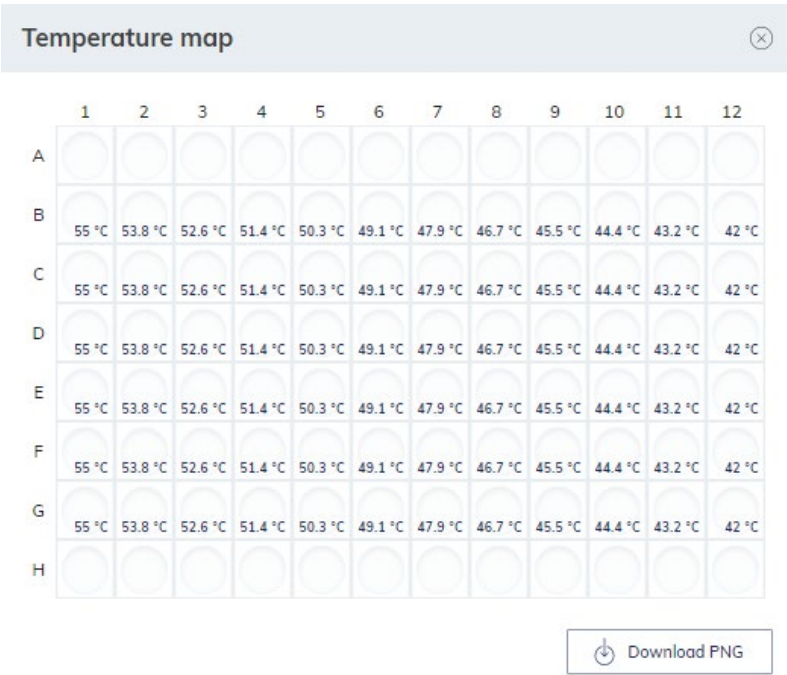 Temperature map
1 2 3 4 5 6 7 8 9 10 11 12
A
B 55 °C 53.8 °C 52.6 °C 51.4 °C 50.3 °C 49.1 °C 47.9 °C 46.7 °C 45.5 °C 44.4 °C 43.2 °C 42 °C
C 55 °C 53.8 °C 52.6 °C 51.4 °C 50.3 °C 49.1 °C 47.9 °C 46.7 °C 45.5 °C 44.4 °C 43.2 °C 42 °C
D 55 °C 53.8 °C 52.6 °C 51.4 °C 50.3 °C 49.1 °C 47.9 °C 46.7 °C 45.5 °C 44.4 °C 43.2 °C 42 °C
E 55 °C 53.8 °C 52.6 °C 51.4 °C 50.3 °C 49.1 °C 47.9 °C 46.7 °C 45.5 °C 44.4 °C 43.2 °C 42 °C
F 55 °C 53.8 °C 52.6 °C 51.4 °C 50.3 °C 49.1 °C 47.9 °C 46.7 °C 45.5 °C 44.4 °C 43.2 °C 42 °C
G 55 °C 53.8 °C 52.6 °C 51.4 °C 50.3 °C 49.1 °C 47.9 °C 46.7 °C 45.5 °C 44.4 °C 43.2 °C 42 °C
H
Download PNG